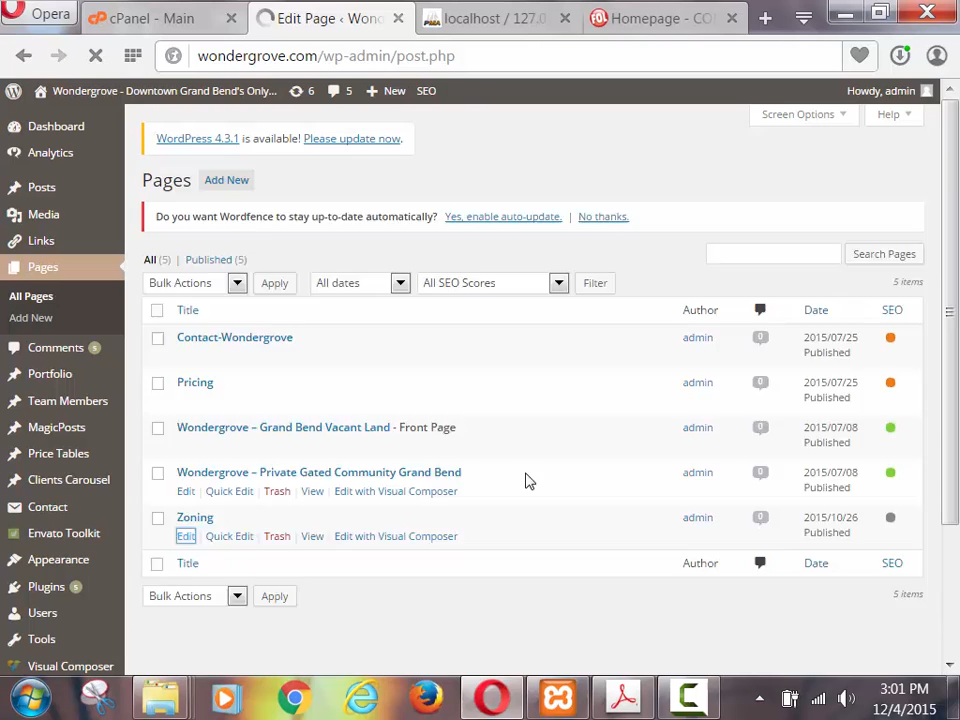 Opera
cPanel - Main
Edit Page ‹ Won
localhost / 127.0
Homepage - CO
wondergrove.com/wp-admin/post.php
Wondergrove - Downtown Grand Bend's Only...
6
5
New
SEO
Howdy, admin
Screen Options
Help
Dashboard
Analytics
Posts
Media
Links
Pages
All Pages
Add New
Comments 5
Portfolio
Team Members
MagicPosts
Price Tables
Clients Carousel
Contact
Envato Toolkit
Appearance
Plugins 5
Users
Tools
Visual Composer
WordPress 4.3.1 is available! Please update now.
Pages Add New
Do you want Wordfence to stay up-to-date automatically? Yes, enable auto-update. | No thanks.
All (5) | Published (5)
Search Pages
Bulk Actions Apply All dates All SEO Scores Filter 5 items
Title Author Date SEO
Contact-Wondergrove admin 0 2015/07/25
Published
Pricing admin 0 2015/07/25
Published
Wondergrove – Grand Bend Vacant Land - Front Page admin 0 2015/07/08
Published
Wondergrove – Private Gated Community Grand Bend admin 0 2015/07/08
Edit | Quick Edit | Trash | View | Edit with Visual Composer Published
Zoning admin 0 2015/10/26
Edit | Quick Edit | Trash | View | Edit with Visual Composer Published
Title Author Date SEO
Bulk Actions Apply 5 items
3:01 PM
12/4/2015